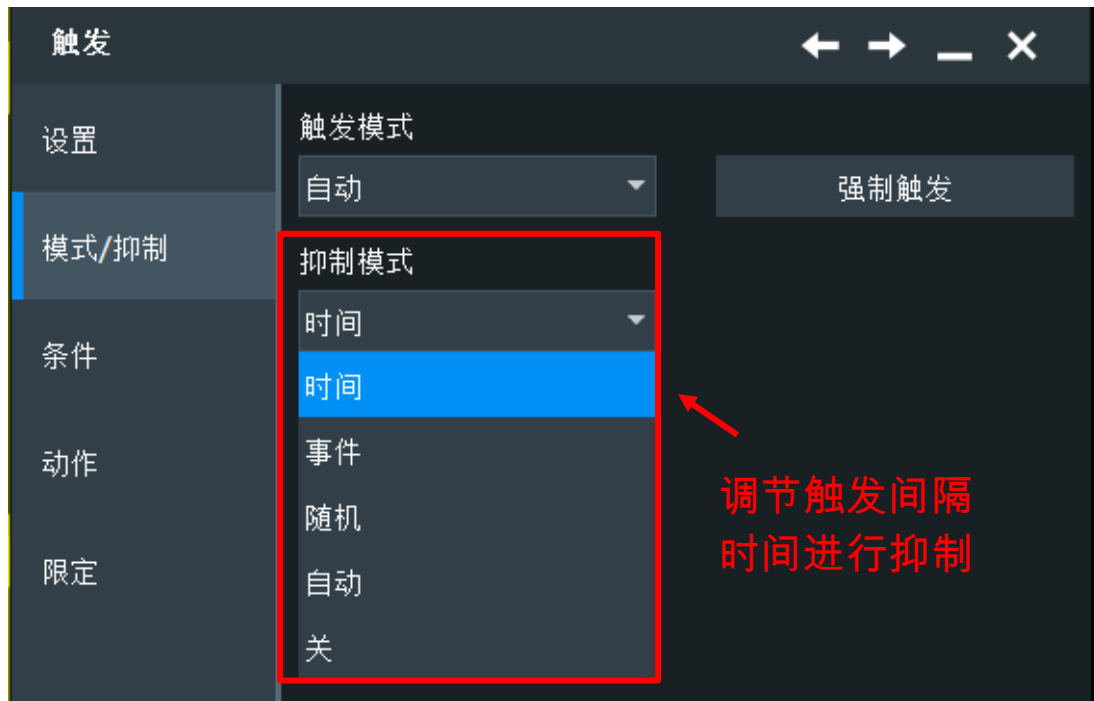 触发
设置
模式/抑制
条件
动作
限定
触发模式
自动
强制触发
抑制模式
时间
时间
事件
随机
自动
关
调节触发间隔
时间进行抑制